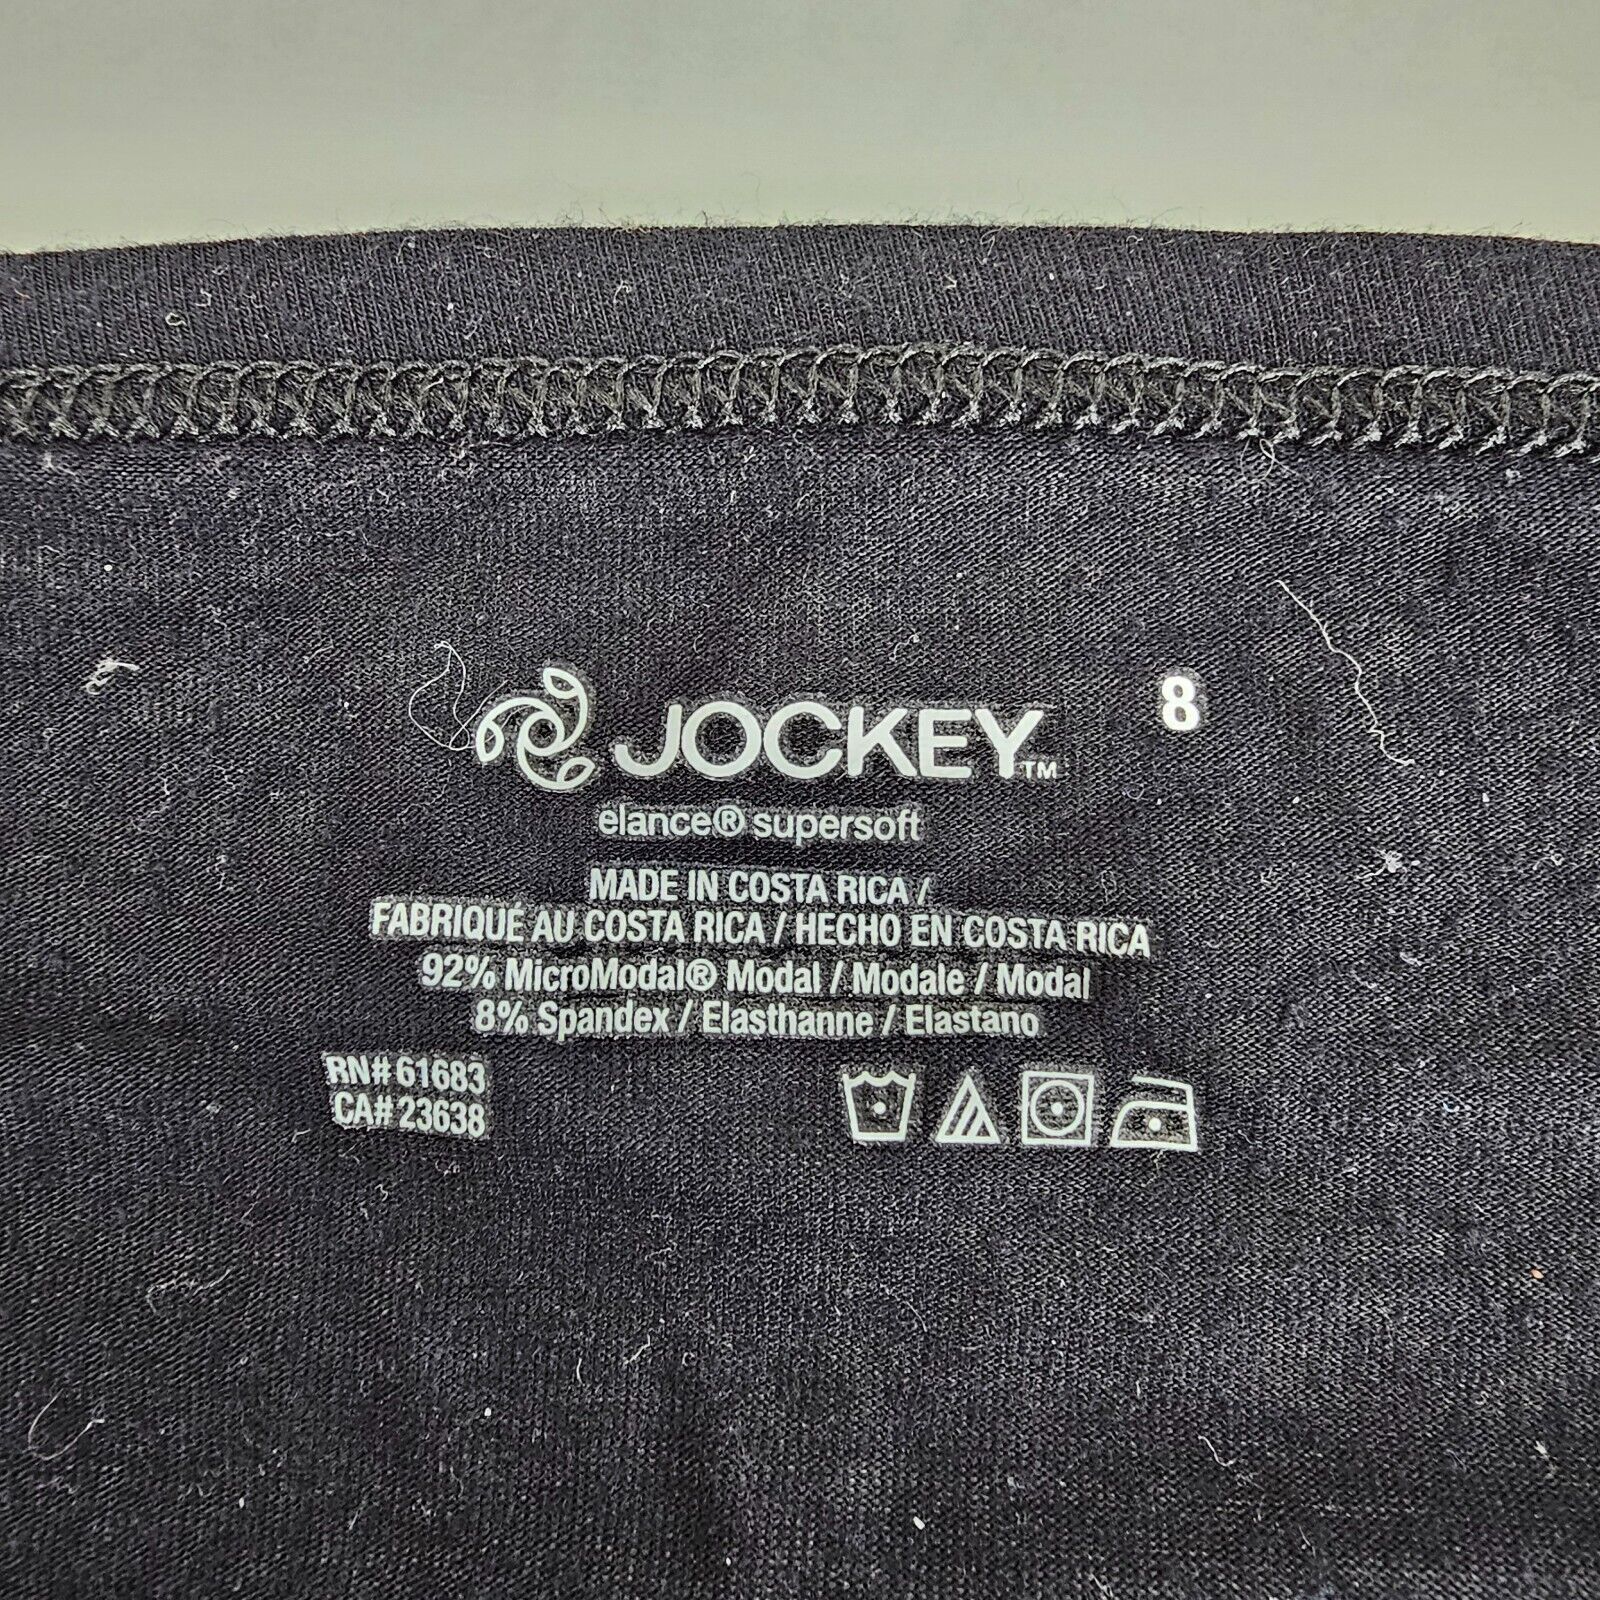 JOCKEY™ 8
elance® supersoft
MADE IN COSTA RICA /
FABRIQUÉ AU COSTA RICA / HECHO EN COSTA RICA
92% MicroModal® Modal / Modale / Modal
8% Spandex / Elasthanne / Elastano
RN# 61683
CA# 23638